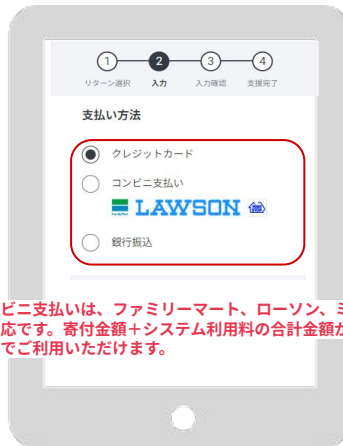 1 2 3 4
リターン選択 入力 入力確認 支援完了
支払い方法
クレジットカード
コンビニ支払い
FamilyMart LAWSON
銀行振込
ビニ支払いは、ファミリーマート、ローソン、ミ
応です。寄付金額＋システム利用料の合計金額が
でご利用いただけます。